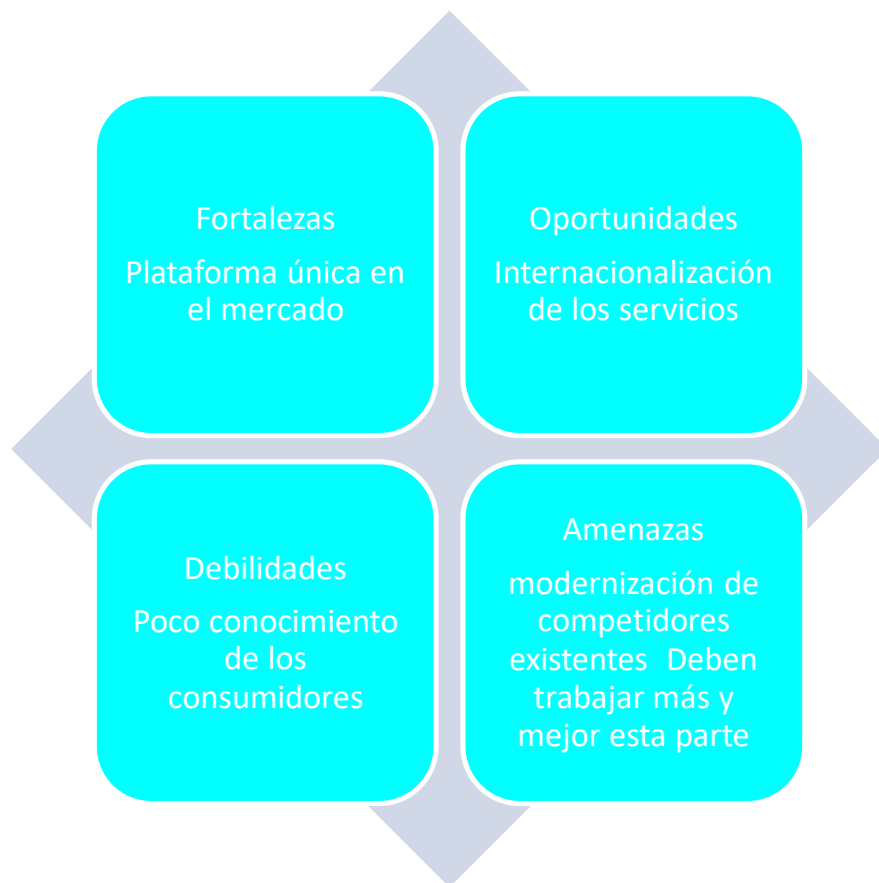 Fortalezas
Plataforma única en
el mercado
Oportunidades
Internacionalización
de los servicios
Debilidades
Poco conocimiento
de los
consumidores
Amenazas
modernización de
competidores
existentes  Deben
trabajar más y
mejor esta parte